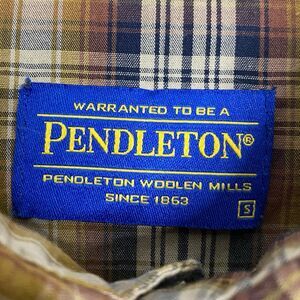 WARRANTED TO BE A
PENDLETON®
PENDLETON WOOLEN MILLS
SINCE 1863
S